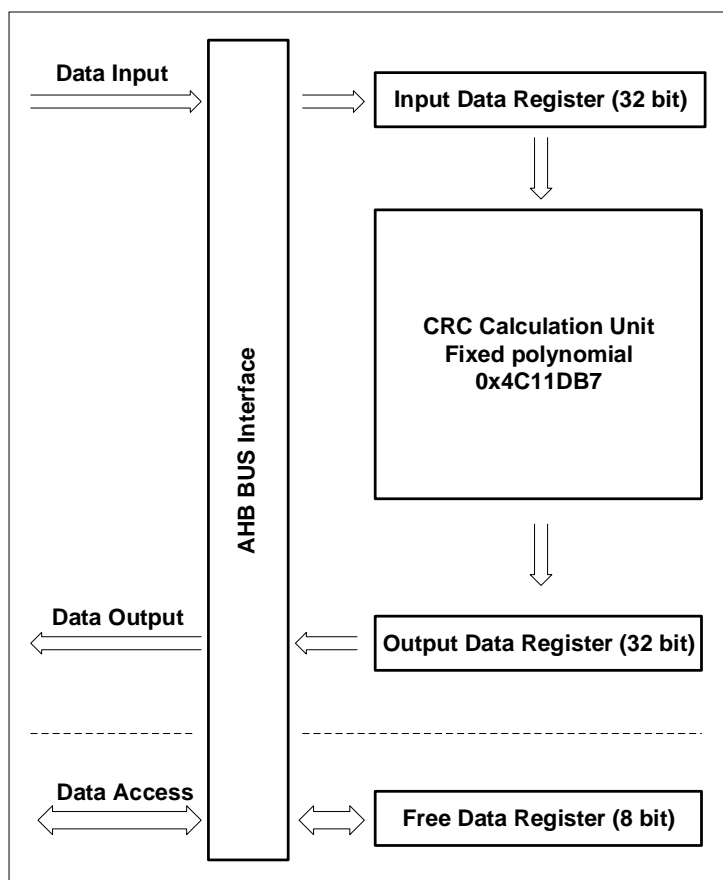 Data Input
Input Data Register (32 bit)
CRC Calculation Unit
Fixed polynomial
0x4C11DB7
AHB BUS Interface
Data Output
Output Data Register (32 bit)
Data Access
Free Data Register (8 bit)